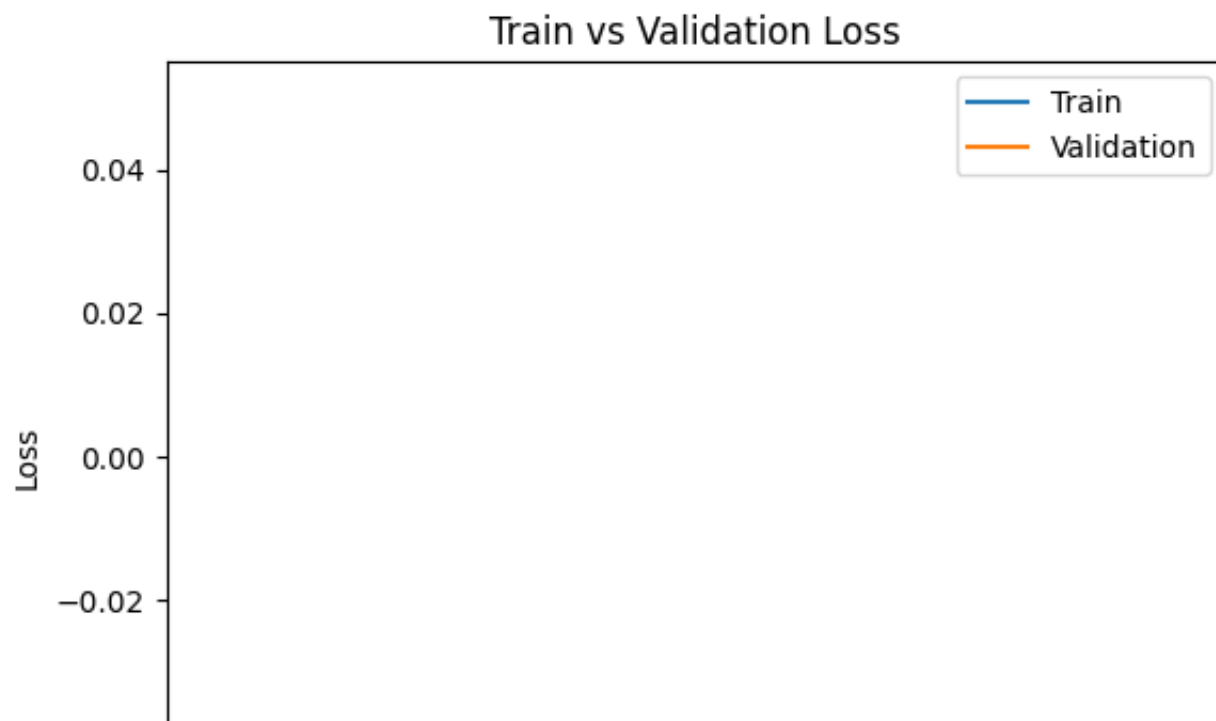 Train vs Validation Loss
Train
Validation
0.04
0.02
0.00
−0.02
Loss